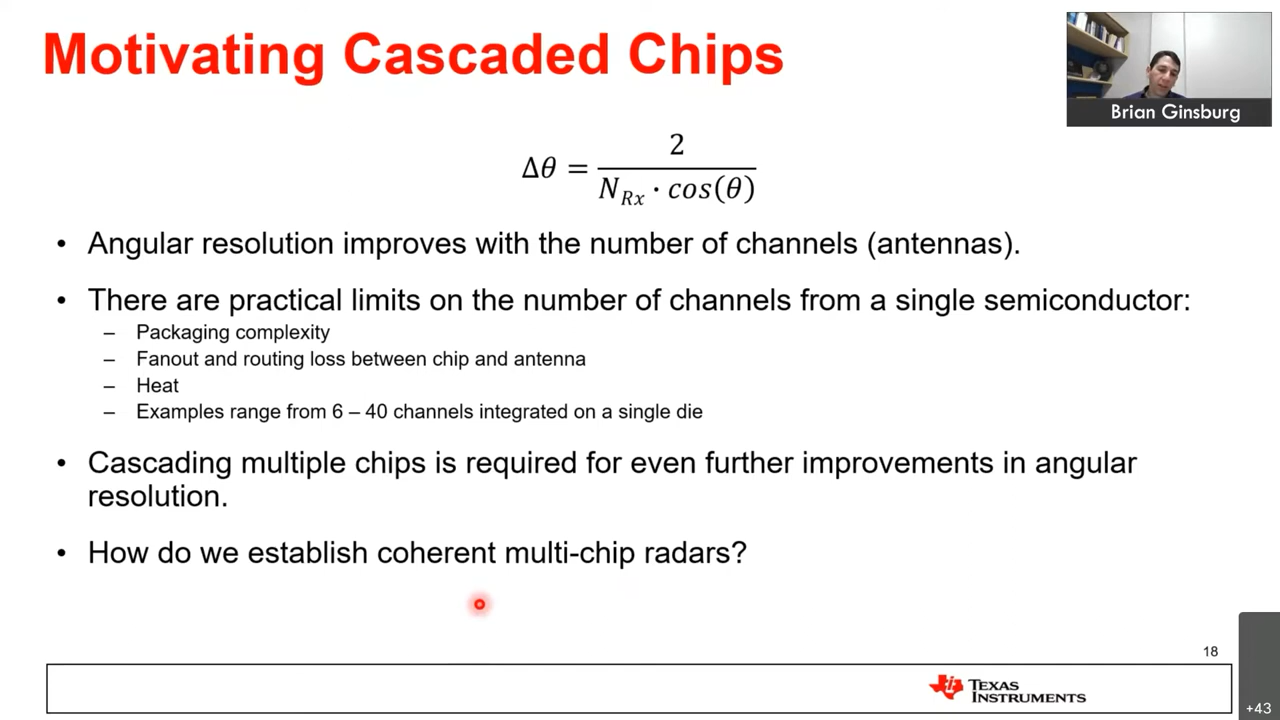 Motivating Cascaded Chips
Brian Ginsburg
Δθ = 2 / (N_Rx · cos(θ))
• Angular resolution improves with the number of channels (antennas).
• There are practical limits on the number of channels from a single semiconductor:
– Packaging complexity
– Fanout and routing loss between chip and antenna
– Heat
– Examples range from 6 – 40 channels integrated on a single die
• Cascading multiple chips is required for even further improvements in angular
resolution.
• How do we establish coherent multi-chip radars?
18
TEXAS
INSTRUMENTS
+43